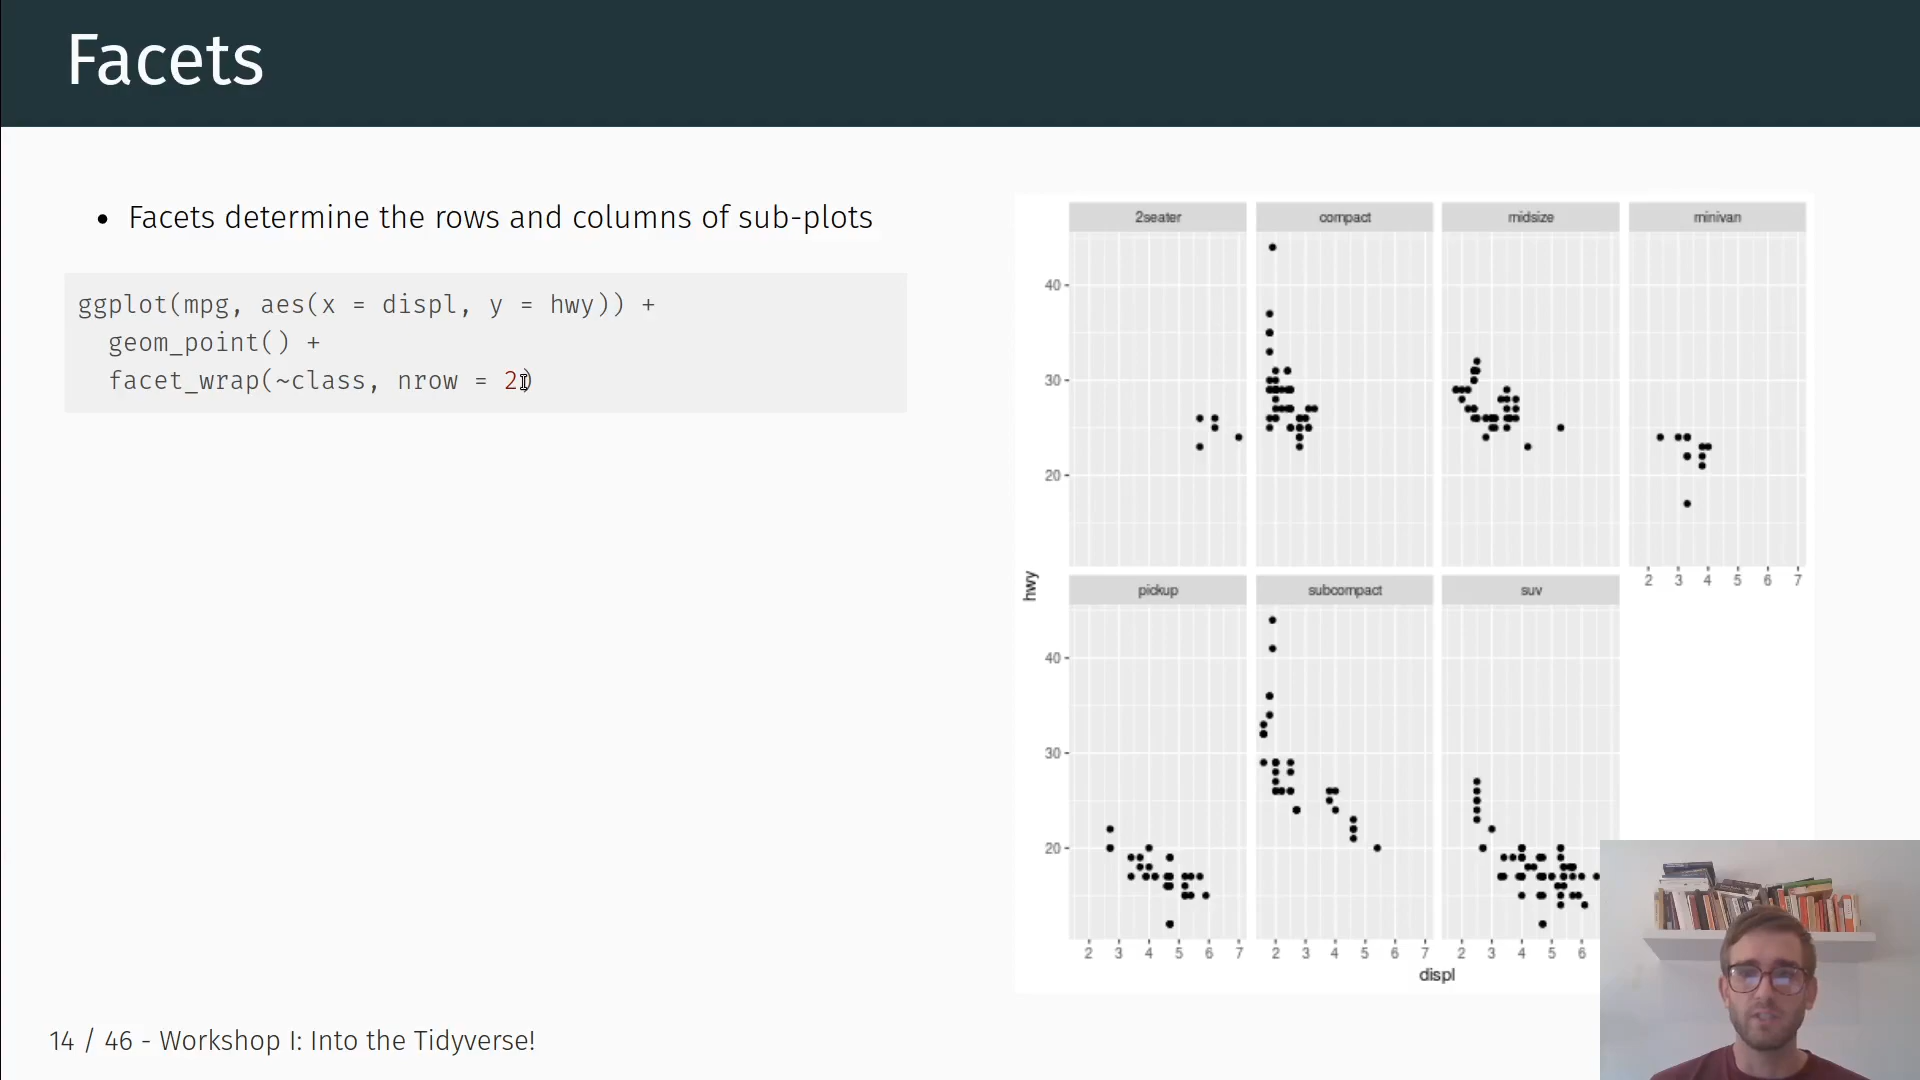 Facets
• Facets determine the rows and columns of sub-plots
ggplot(mpg, aes(x = displ, y = hwy)) +
geom_point() +
facet_wrap(~class, nrow = 2)
2seater compact midsize minivan
40
30
20
2 3 4 5 6 7
hwy
pickup subcompact suv
40
30
20
2 3 4 5 6 7 2 3 4 5 6 7 2 3 4 5 6
displ
14 / 46 - Workshop I: Into the Tidyverse!